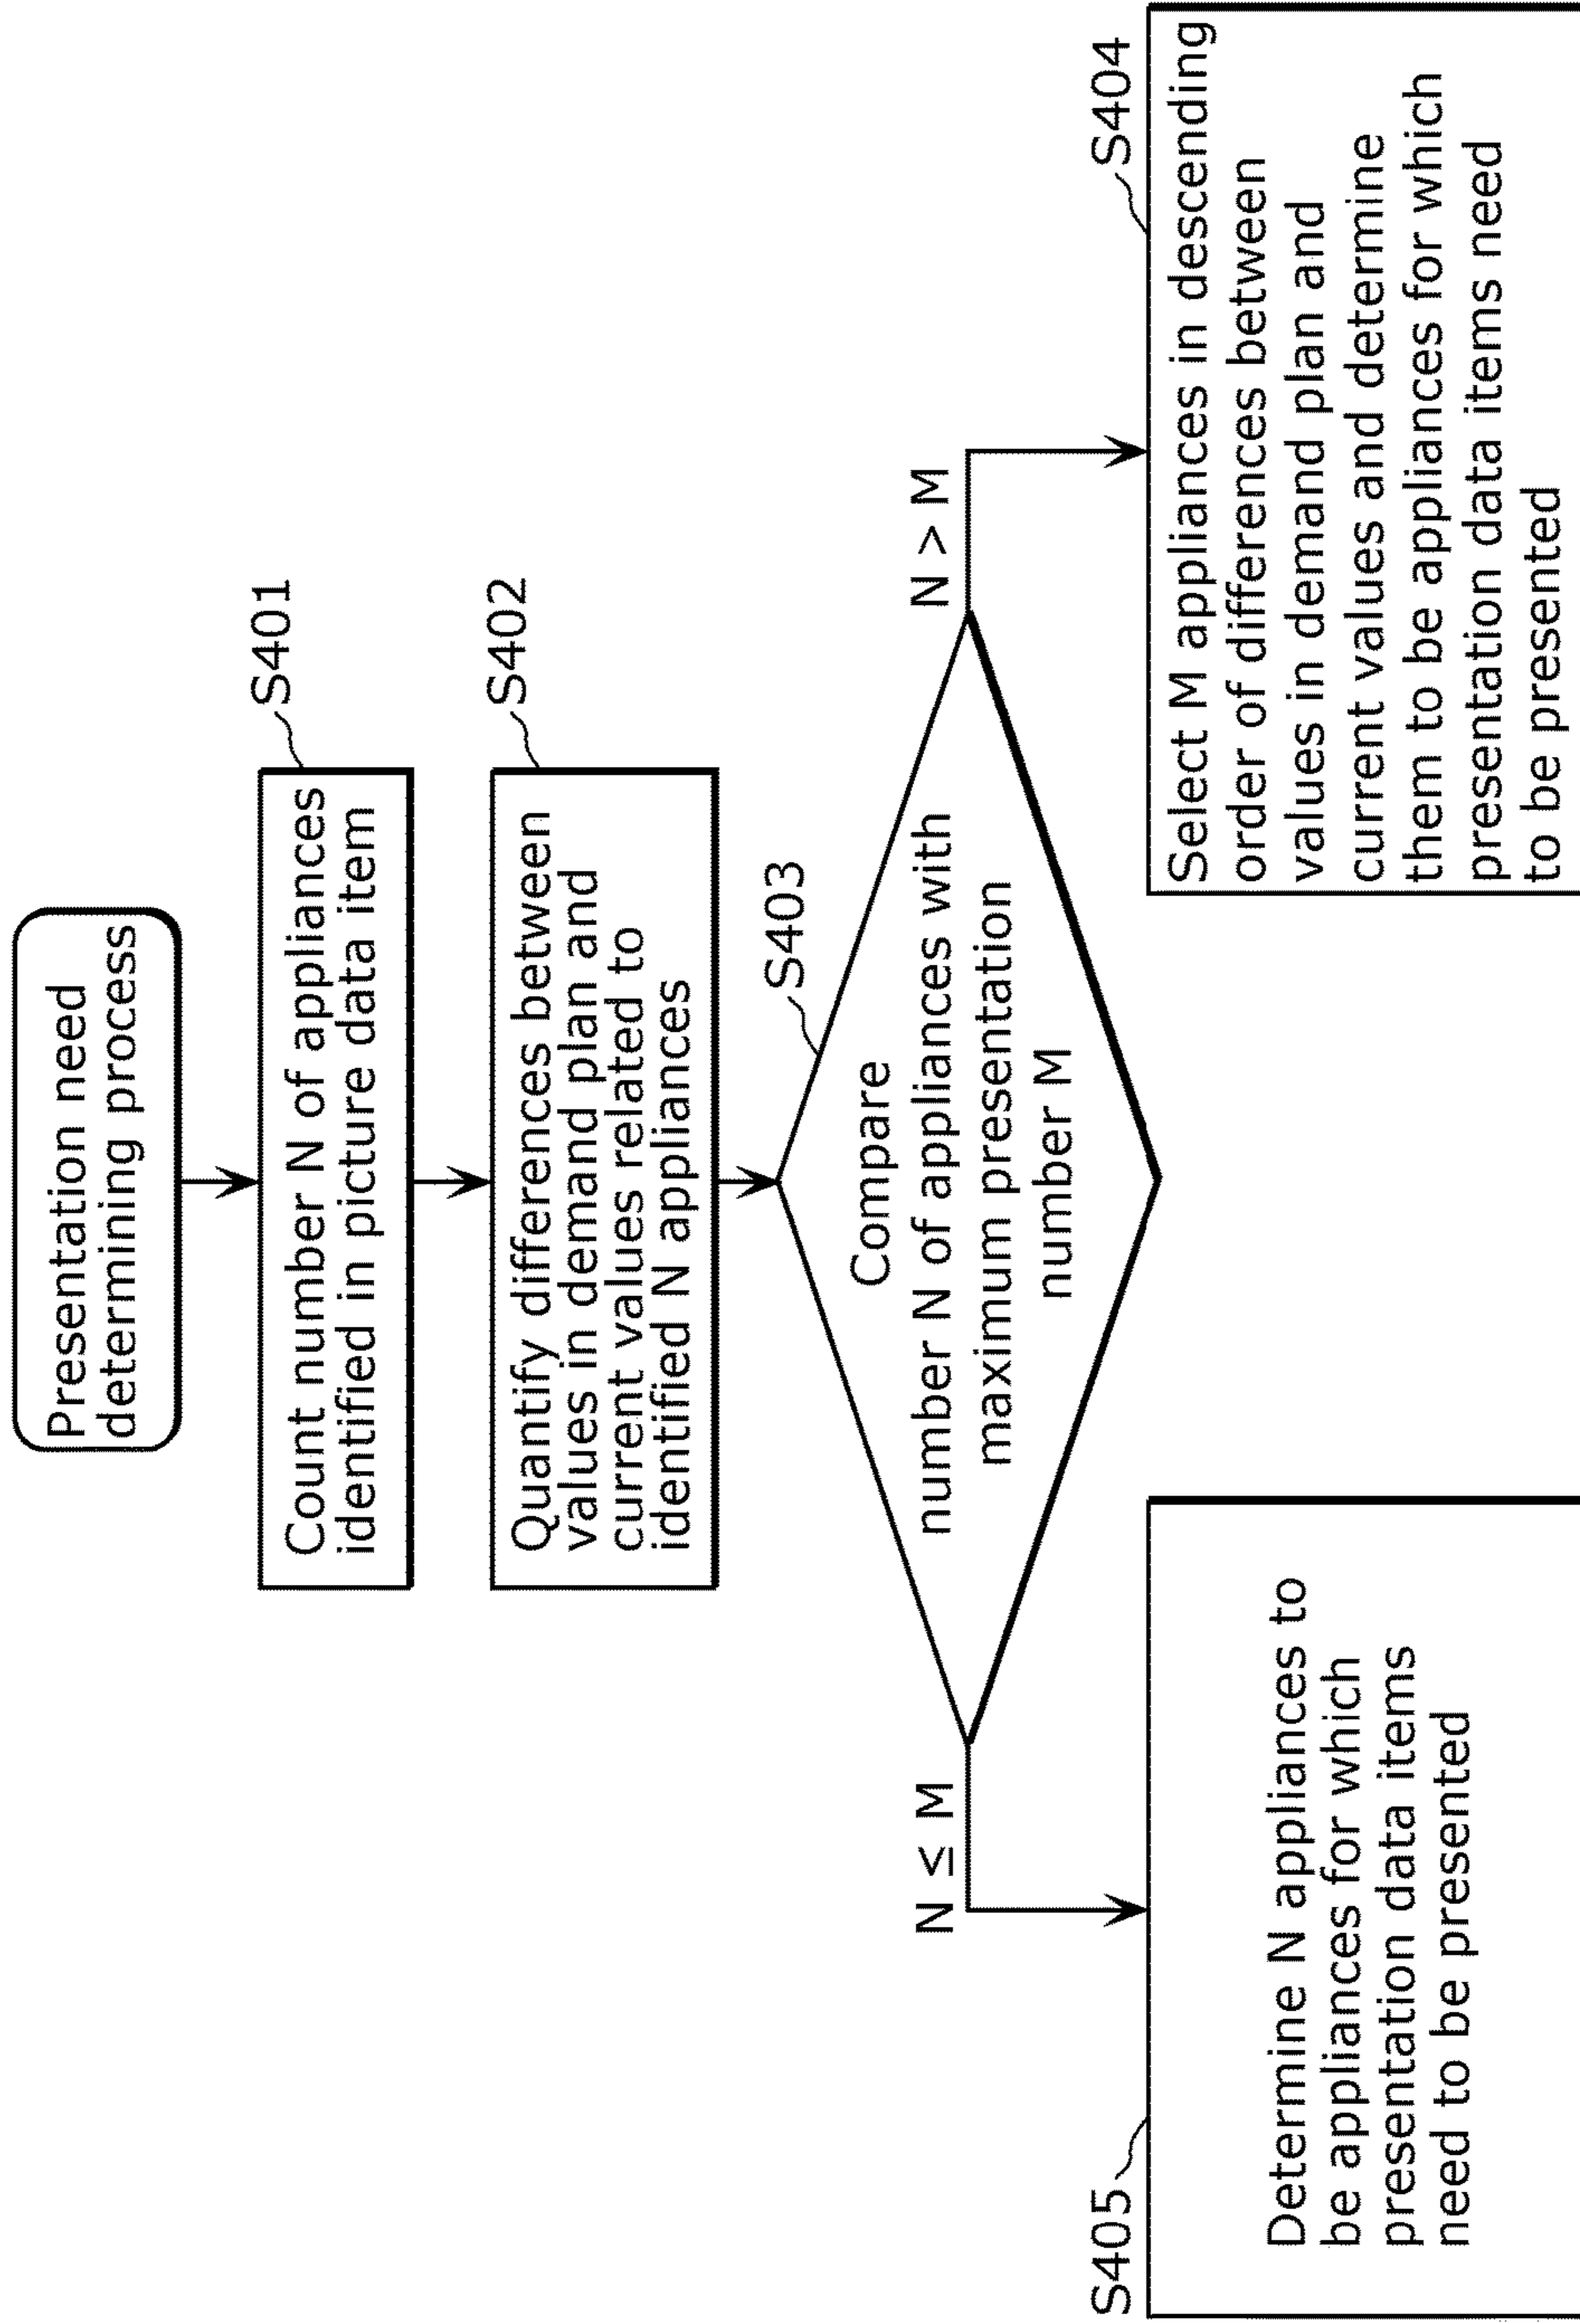 Presentation need
determining process
S401
Count number N of appliances
identified in picture data item
S402
Quantify differences between
values in demand plan and
current values related to
identified N appliances
S403
Compare
number N of appliances with
maximum presentation
number M
N ≤ M
N > M
S405
Determine N appliances to
be appliances for which
presentation data items
need to be presented
S404
Select M appliances in descending
order of differences between
values in demand plan and
current values and determine
them to be appliances for which
presentation data items need
to be presented